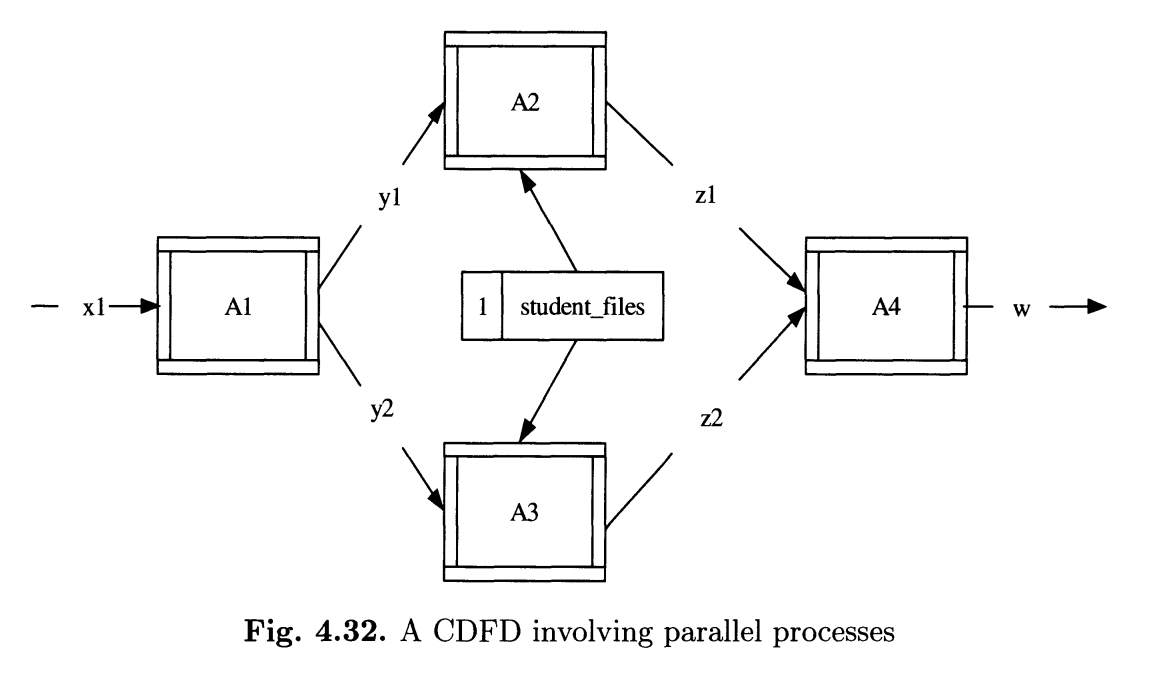 A2
y1
z1
x1
A1
1 student_files
A4
w
y2
z2
A3
Fig. 4.32. A CDFD involving parallel processes